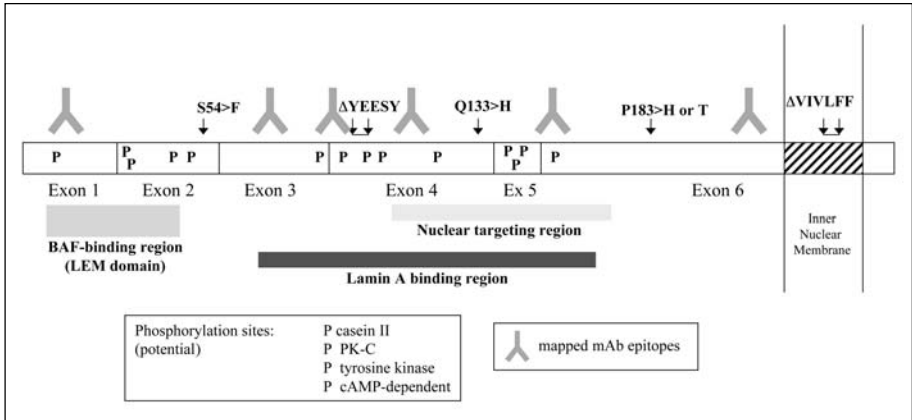 S54>F
ΔYEESY
Q133>H
P183>H or T
ΔVIVLFF
P P P P P P P P P P P P P P P
Exon 1 Exon 2 Exon 3 Exon 4 Ex 5 Exon 6
BAF-binding region
(LEM domain)
Nuclear targeting region
Lamin A binding region
Inner
Nuclear
Membrane
Phosphorylation sites:
(potential)
P casein II
P PK-C
P tyrosine kinase
P cAMP-dependent
mapped mAb epitopes